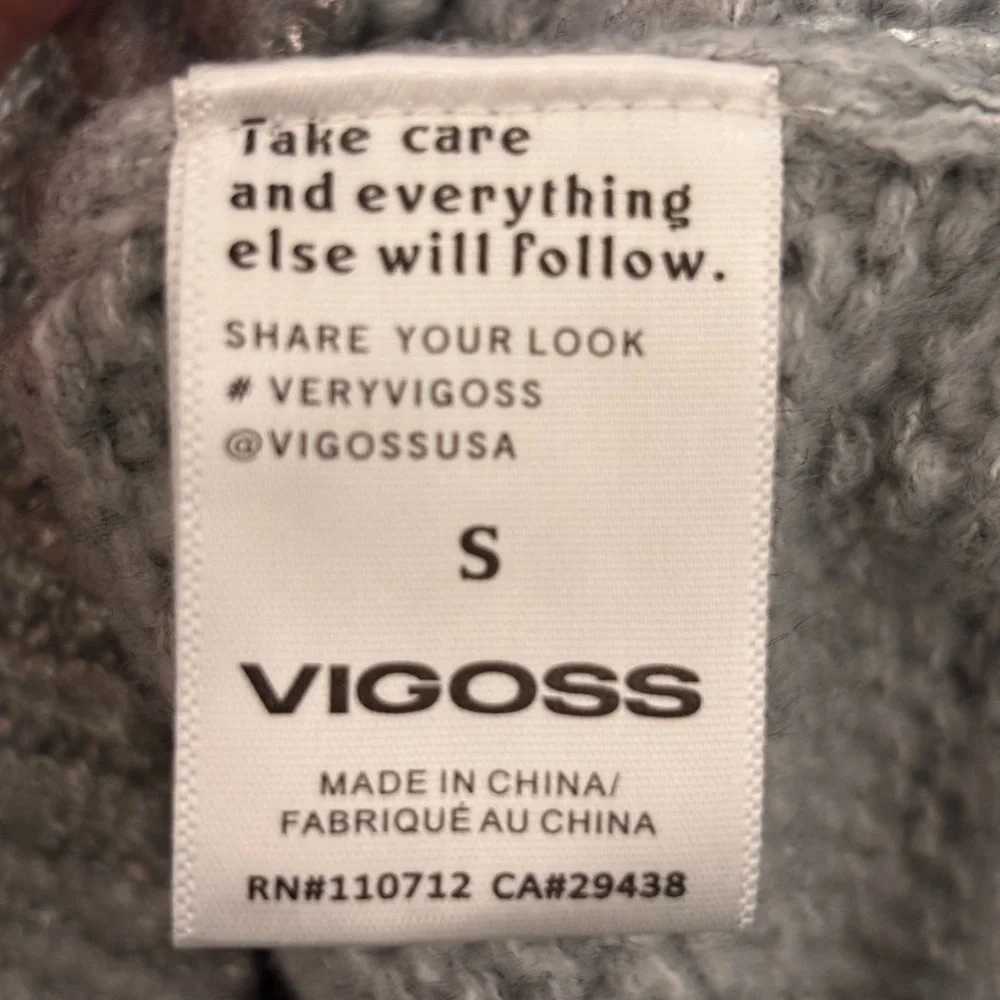 Take care
and everything
else will follow.
SHARE YOUR LOOK
# VERYVIGOSS
@VIGOSSUSA
S
VIGOSS
MADE IN CHINA/
FABRIQUÉ AU CHINA
RN#110712 CA#29438